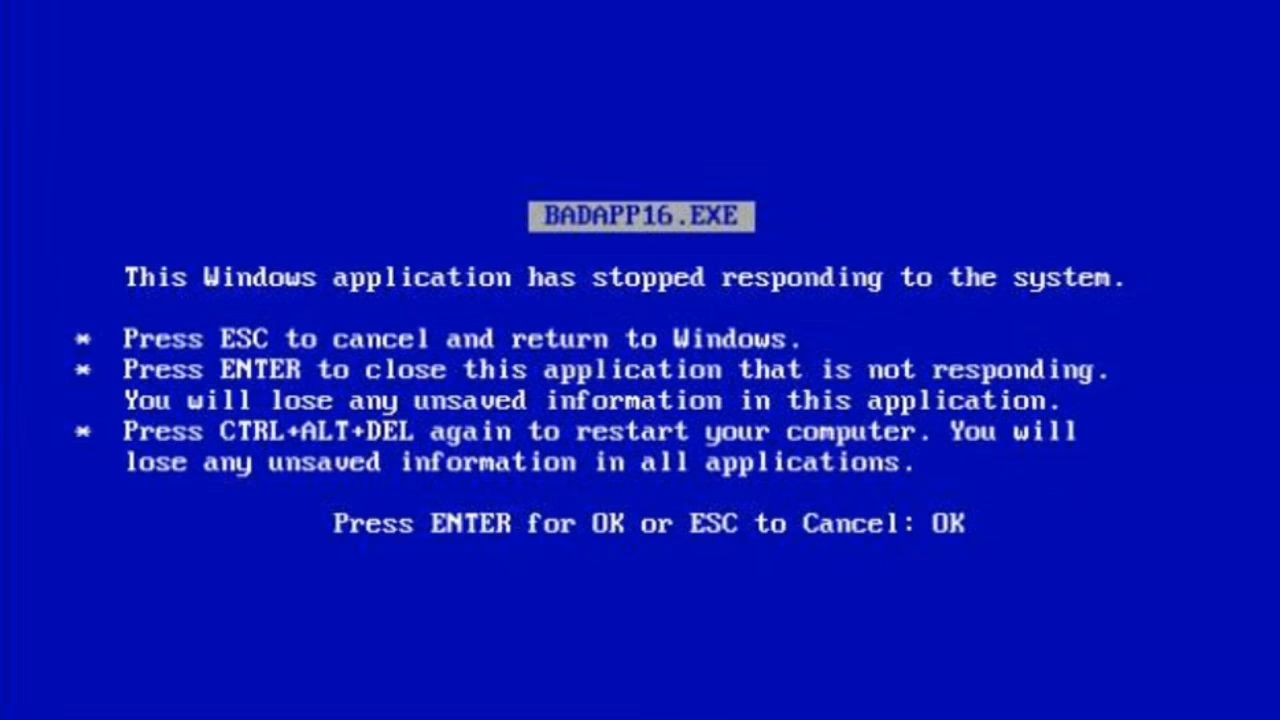 BADAPP16.EXE
This Windows application has stopped responding to the system.
* Press ESC to cancel and return to Windows.
* Press ENTER to close this application that is not responding.
You will lose any unsaved information in this application.
* Press CTRL+ALT+DEL again to restart your computer. You will
lose any unsaved information in all applications.
Press ENTER for OK or ESC to Cancel: OK